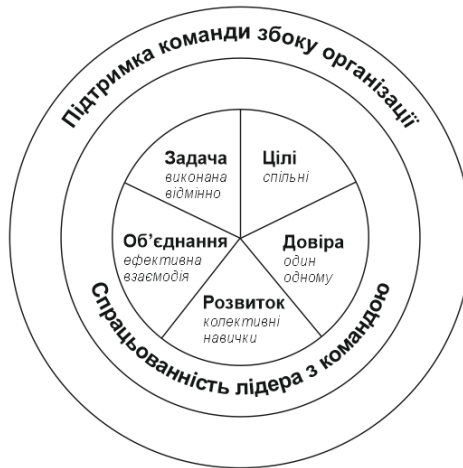 Підтримка команди збоку організації
Задача
виконана
відмінно
Цілі
спільні
Об’єднання
ефективна
взаємодія
Довіра
один
одному
Розвиток
колективні
навички
Спрацьованність лідера з командою